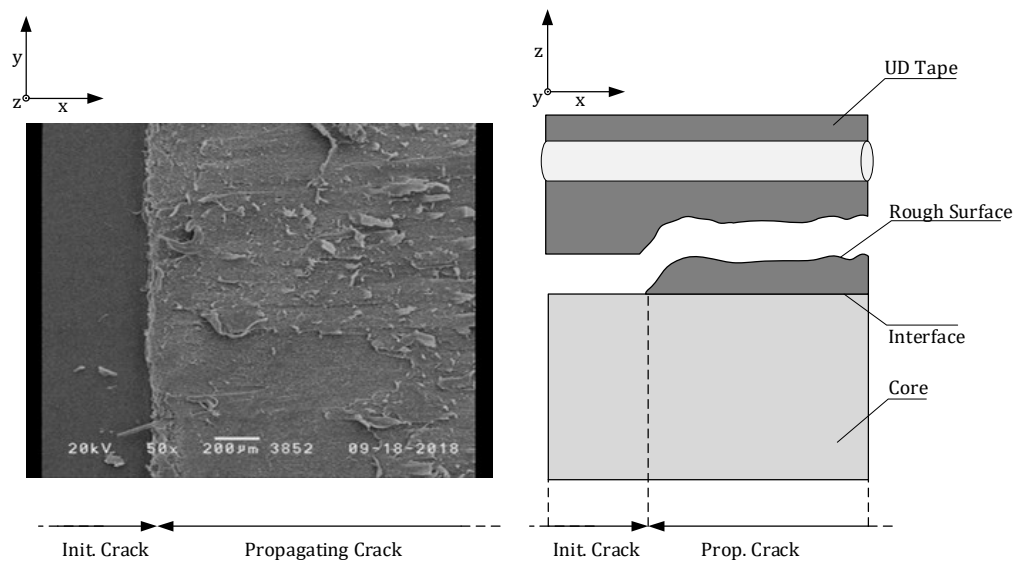 y
z
x
20kV 50x 200µm 3852 09-18-2018
Init. Crack
Propagating Crack
z
y
x
UD Tape
Rough Surface
Interface
Core
Init. Crack
Prop. Crack